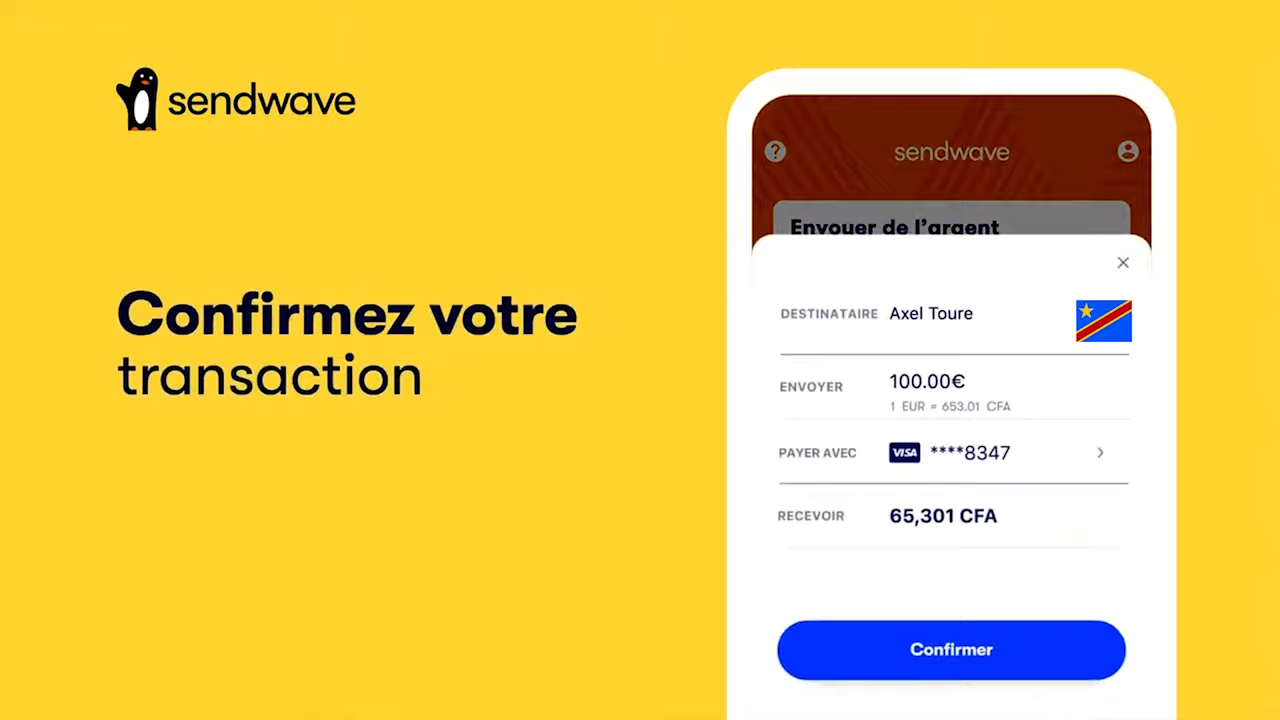 sendwave
Confirmez votre
transaction
sendwave
Envoyer de l'argent
DESTINATAIRE Axel Toure
ENVOYER 100.00€
1 EUR = 653.01 CFA
PAYER AVEC VISA ****8347
RECEVOIR 65,301 CFA
Confirmer